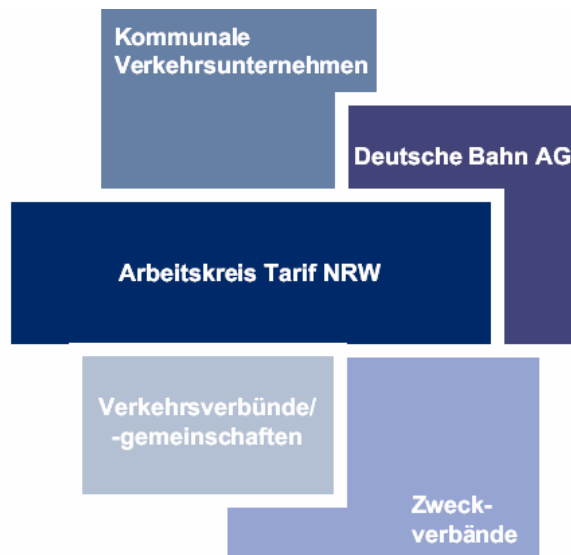 Kommunale
Verkehrsunternehmen
Deutsche Bahn AG
Arbeitskreis Tarif NRW
Verkehrsverbünde/
-gemeinschaften
Zweck-
verbände